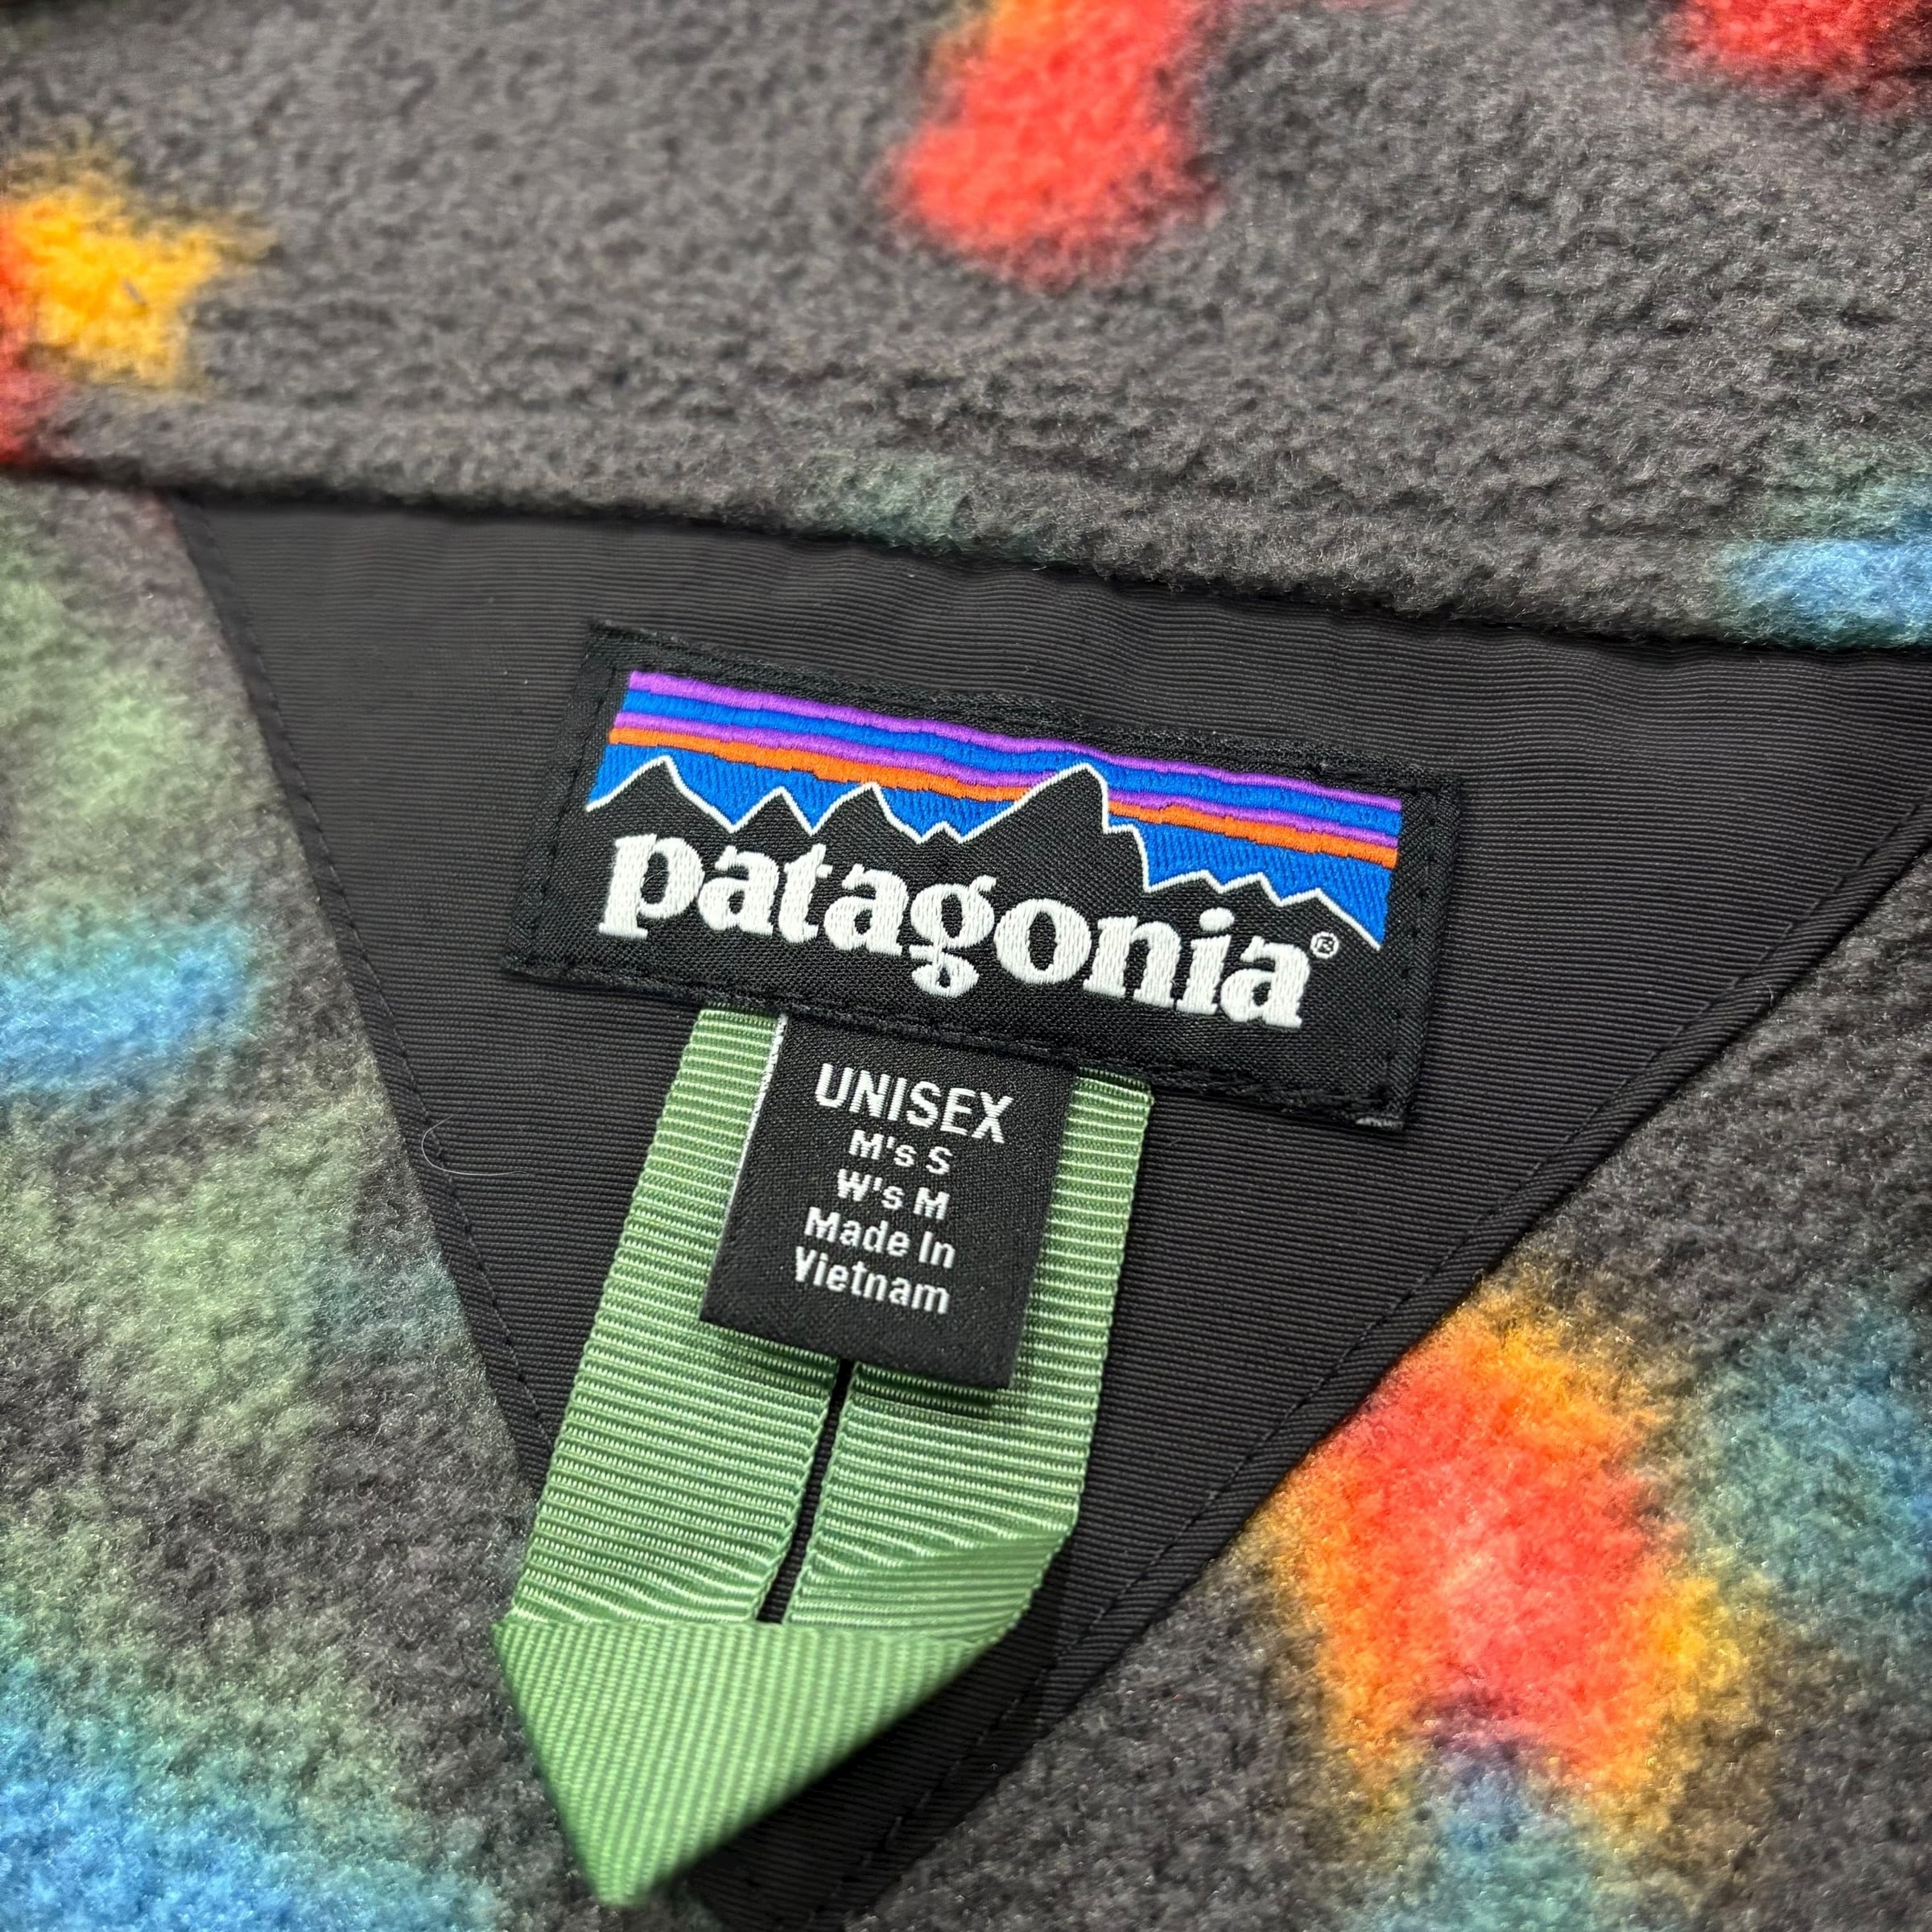 patagonia®
UNISEX
M's S
W's M
Made In
Vietnam